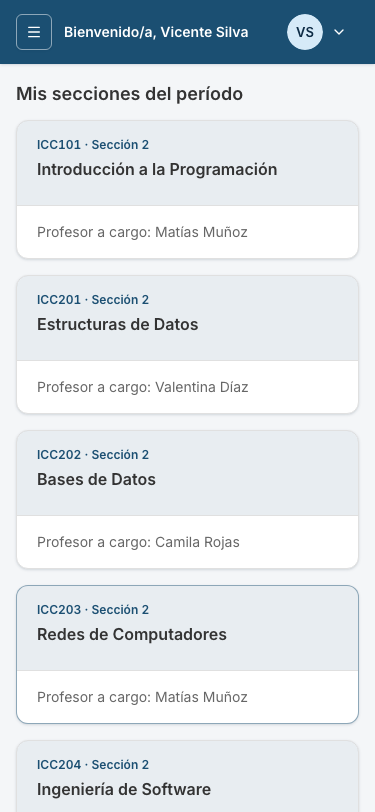 Bienvenido/a, Vicente Silva
VS
Mis secciones del período
ICC101 · Sección 2
Introducción a la Programación
Profesor a cargo: Matías Muñoz
ICC201 · Sección 2
Estructuras de Datos
Profesor a cargo: Valentina Díaz
ICC202 · Sección 2
Bases de Datos
Profesor a cargo: Camila Rojas
ICC203 · Sección 2
Redes de Computadores
Profesor a cargo: Matías Muñoz
ICC204 · Sección 2
Ingeniería de Software